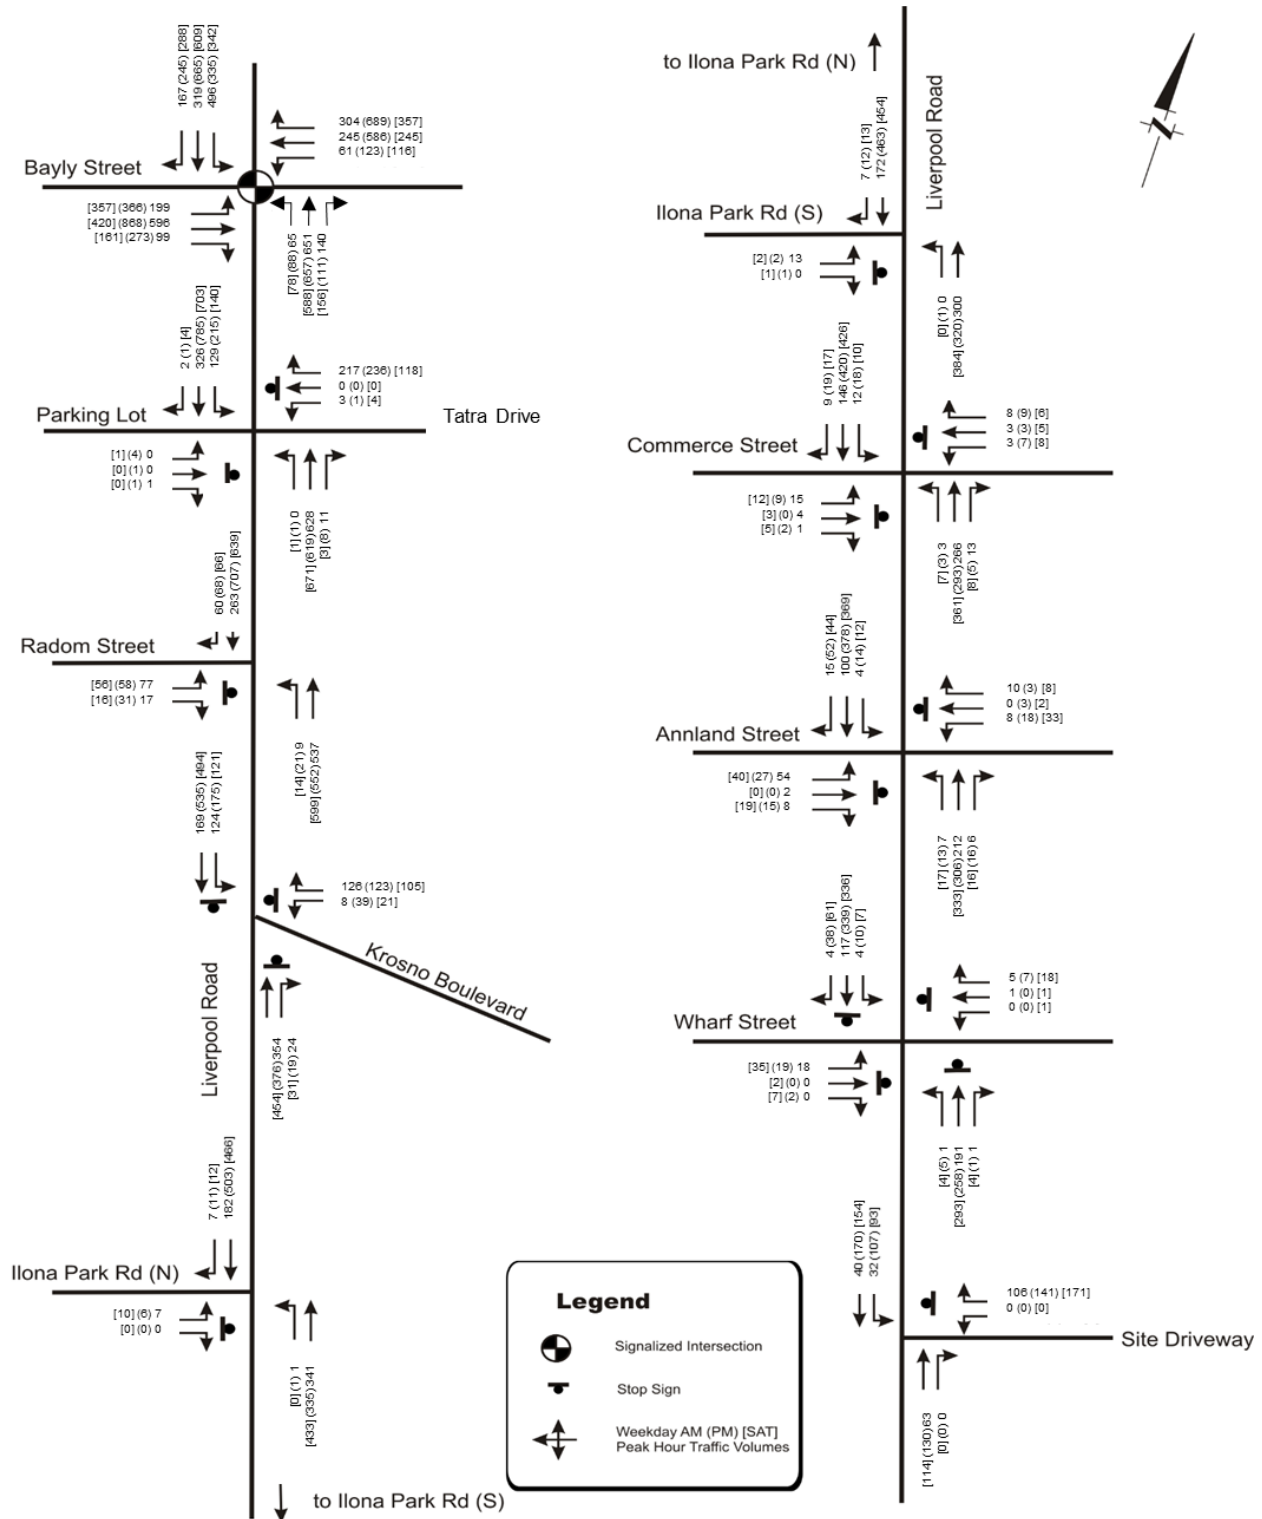 167 (245) [288]
319 (665) [609]
496 (335) [342]
304 (689) [357]
245 (586) [245]
61 (123) [116]
Bayly Street
[357] (366) 199
[420] (868) 596
[161] (273) 99
[78] (88) 65
[588] (657) 651
[156] (111) 140
2 (1) [4]
326 (785) [703]
129 (215) [140]
217 (236) [118]
0 (0) [0]
3 (1) [4]
Parking Lot
Tatra Drive
[1] (4) 0
[0] (1) 0
[0] (1) 1
[1] (1) 0
[671] (619) 628
[3] (8) 11
60 (68) [66]
263 (707) [639]
Radom Street
[56] (58) 77
[16] (31) 17
[14] (21) 9
[599] (552) 537
169 (535) [494]
124 (175) [121]
126 (123) [105]
8 (39) [21]
Krosno Boulevard
Liverpool Road
[454] (376) 354
[31] (19) 24
7 (11) [12]
182 (503) [466]
Ilona Park Rd (N)
[10] (6) 7
[0] (0) 0
[0] (1) 1
[433] (335) 341
to Ilona Park Rd (S)
to Ilona Park Rd (N)
Liverpool Road
N
7 (12) [13]
172 (463) [454]
Ilona Park Rd (S)
[2] (2) 13
[1] (1) 0
[0] (1) 0
[384] (320) 300
9 (19) [17]
146 (420) [426]
12 (18) [10]
8 (9) [6]
3 (3) [5]
3 (7) [8]
Commerce Street
[12] (9) 15
[3] (0) 4
[5] (2) 1
[7] (3) 3
[361] (293) 266
[8] (5) 13
15 (52) [44]
100 (378) [369]
4 (14) [12]
10 (3) [8]
0 (3) [2]
8 (18) [33]
Annland Street
[40] (27) 54
[0] (0) 2
[19] (15) 8
[17] (13) 7
[333] (306) 212
[16] (16) 6
4 (38) [61]
117 (339) [336]
4 (10) [7]
5 (7) [18]
1 (0) [1]
0 (0) [1]
Wharf Street
[35] (19) 18
[2] (0) 0
[7] (2) 0
[4] (5) 1
[293] (258) 191
[4] (1) 1
40 (170) [154]
32 (107) [93]
106 (141) [171]
0 (0) [0]
Site Driveway
[114] (130) 63
[0] (0) 0
Legend
Signalized Intersection
Stop Sign
Weekday AM (PM) [SAT]
Peak Hour Traffic Volumes